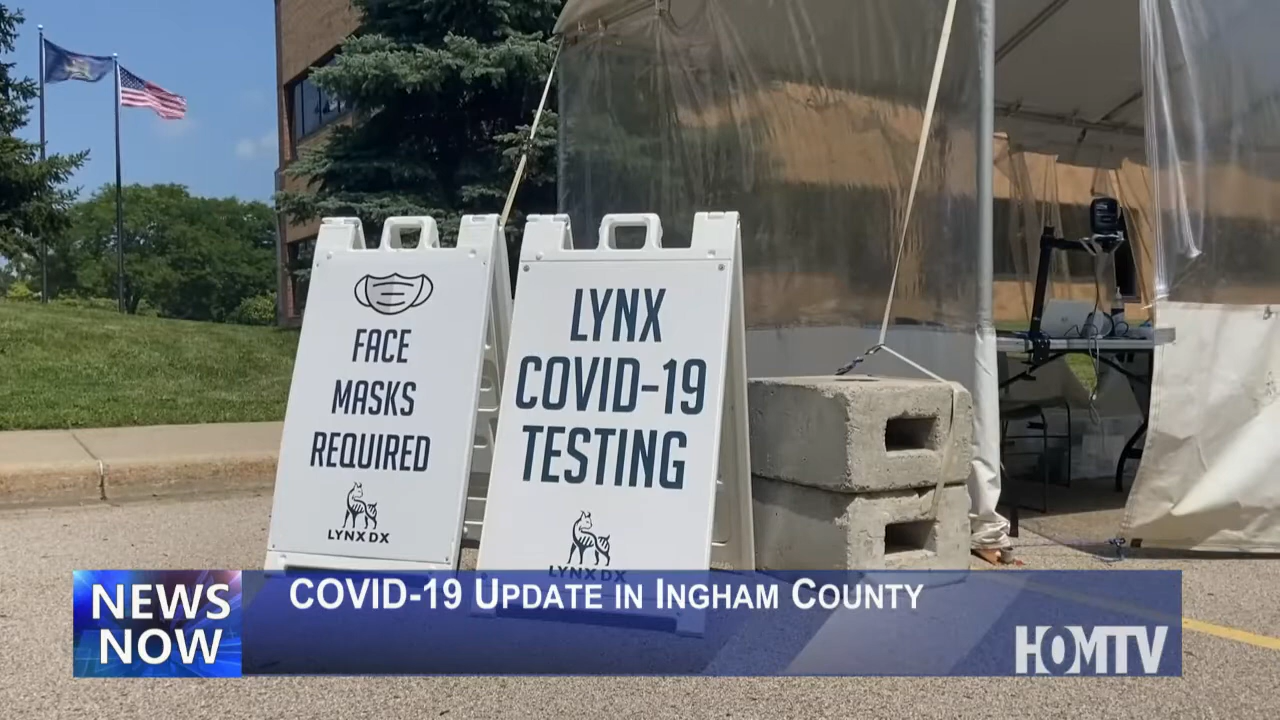 FACE
MASKS
REQUIRED
LYNX DX
LYNX
COVID-19
TESTING
LYNX DX
NEWS
NOW
COVID-19 UPDATE IN INGHAM COUNTY
HOMTV